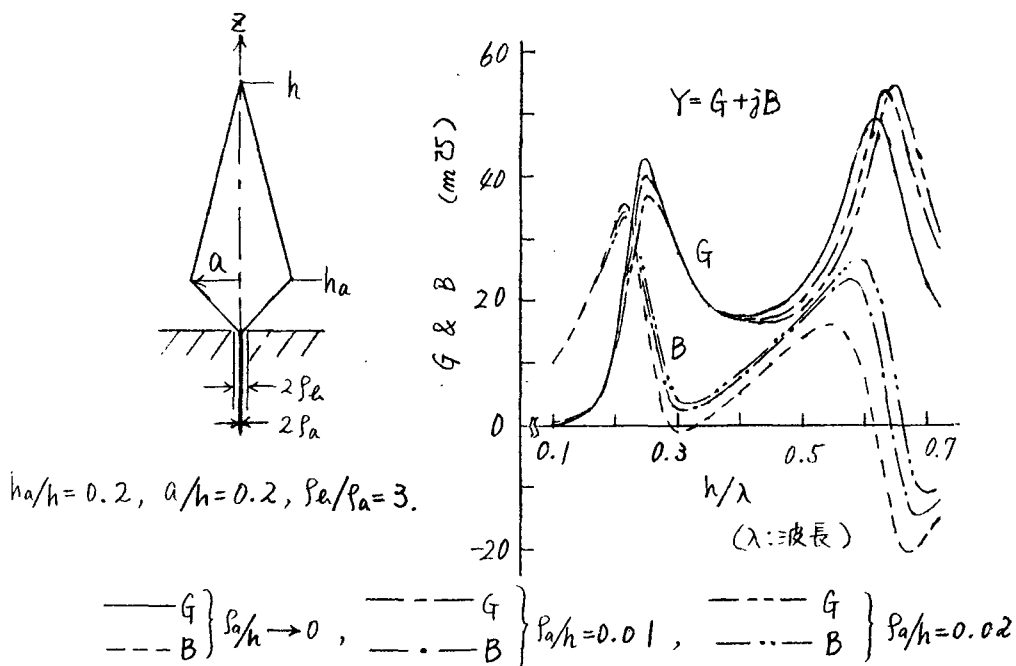 Z
h
a
ha
2ρb
2ρa
ha/h=0.2, a/h=0.2, ρb/ρa=3.
G & B (m℧)
60
40
20
0
-20
Y=G+jB
G
B
0.1
0.3
0.5
0.7
h/λ
(λ:波長)
G
B
ρa/h→0 ,
G
B
ρa/h=0.01 ,
G
B
ρa/h=0.02